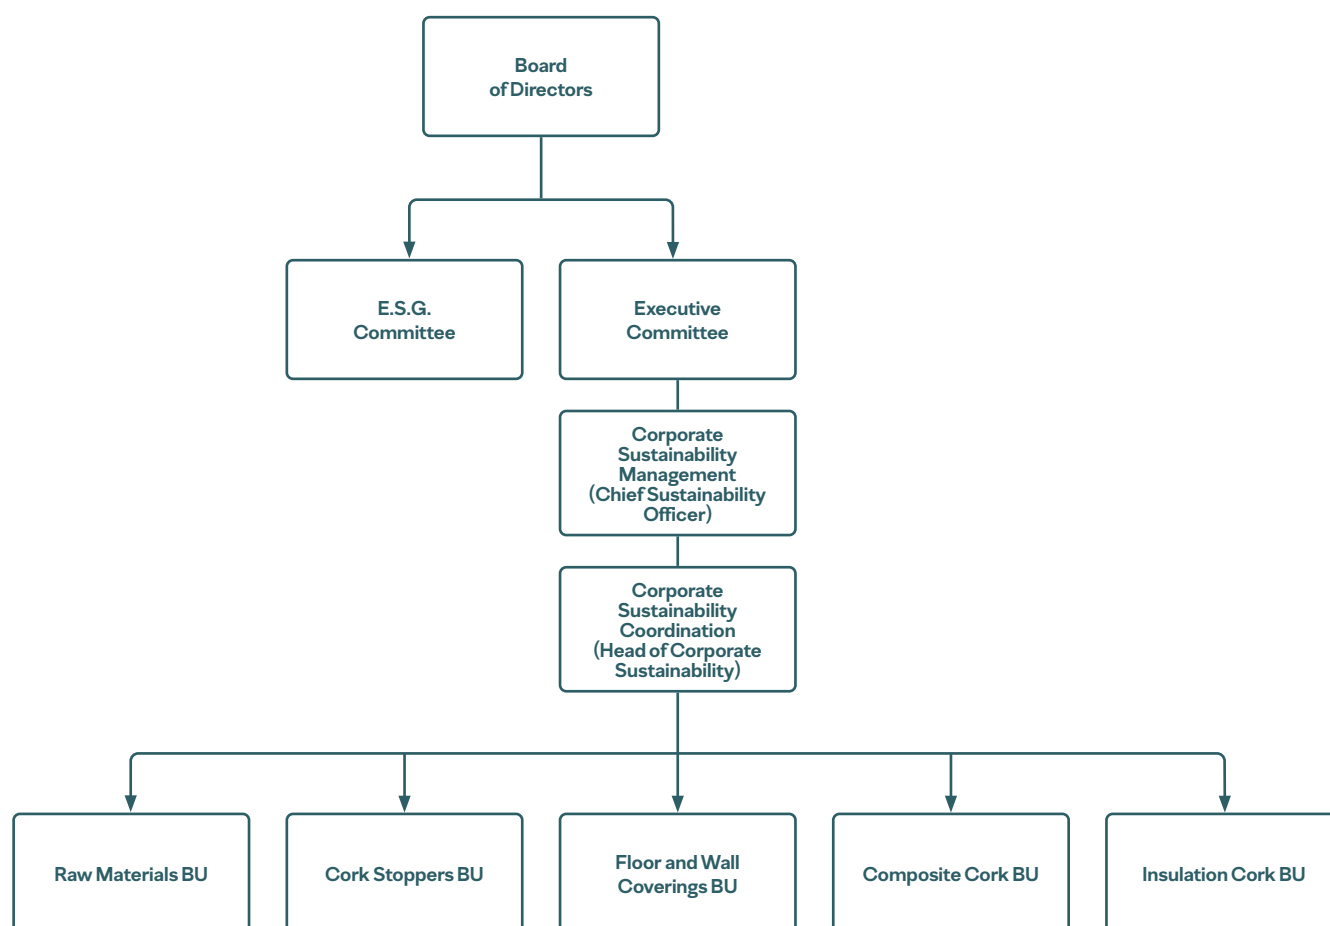 Board
of Directors
E.S.G.
Committee
Executive
Committee
Corporate
Sustainability
Management
(Chief Sustainability
Officer)
Corporate
Sustainability
Coordination
(Head of Corporate
Sustainability)
Raw Materials BU
Cork Stoppers BU
Floor and Wall
Coverings BU
Composite Cork BU
Insulation Cork BU